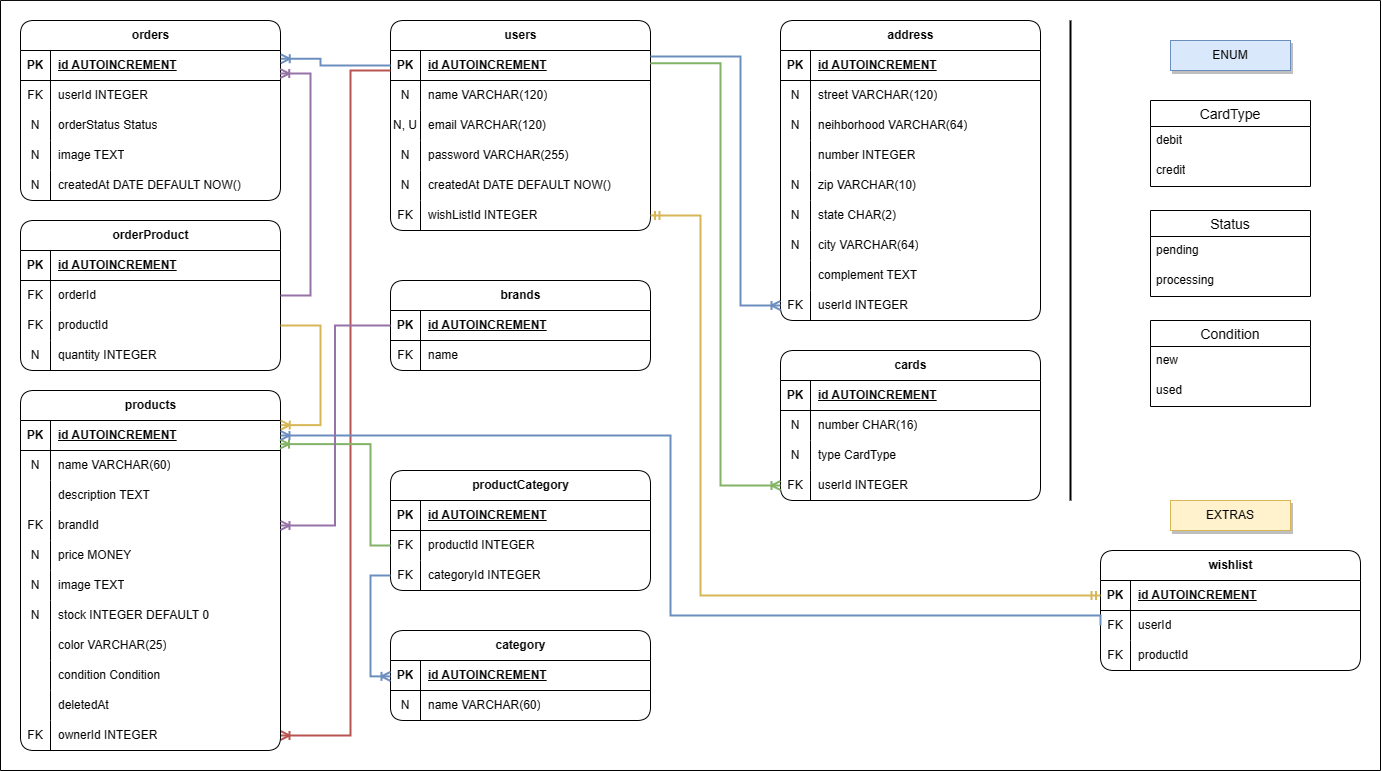 orders
PK id AUTOINCREMENT
FK userId INTEGER
N orderStatus Status
N image TEXT
N createdAt DATE DEFAULT NOW()
orderProduct
PK id AUTOINCREMENT
FK orderId
FK productId
N quantity INTEGER
products
PK id AUTOINCREMENT
N name VARCHAR(60)
description TEXT
FK brandId
N price MONEY
N image TEXT
N stock INTEGER DEFAULT 0
color VARCHAR(25)
condition Condition
deletedAt
FK ownerId INTEGER
users
PK id AUTOINCREMENT
N name VARCHAR(120)
N, U email VARCHAR(120)
N password VARCHAR(255)
N createdAt DATE DEFAULT NOW()
FK wishListId INTEGER
brands
PK id AUTOINCREMENT
FK name
productCategory
PK id AUTOINCREMENT
FK productId INTEGER
FK categoryId INTEGER
category
PK id AUTOINCREMENT
N name VARCHAR(60)
address
PK id AUTOINCREMENT
N street VARCHAR(120)
N neihborhood VARCHAR(64)
number INTEGER
N zip VARCHAR(10)
N state CHAR(2)
N city VARCHAR(64)
complement TEXT
FK userId INTEGER
cards
PK id AUTOINCREMENT
N number CHAR(16)
N type CardType
FK userId INTEGER
ENUM
CardType
debit
credit
Status
pending
processing
Condition
new
used
EXTRAS
wishlist
PK id AUTOINCREMENT
FK userId
FK productId